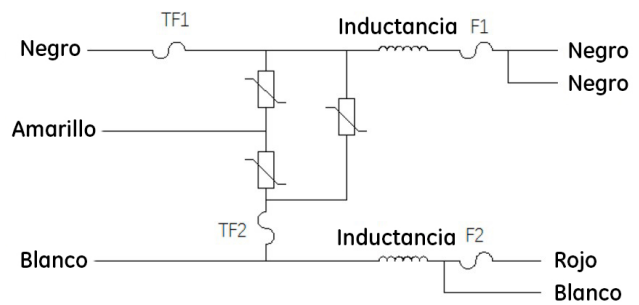 TF1
Inductancia F1
Negro
Negro
Negro
Amarillo
TF2
Inductancia F2
Blanco
Rojo
Blanco